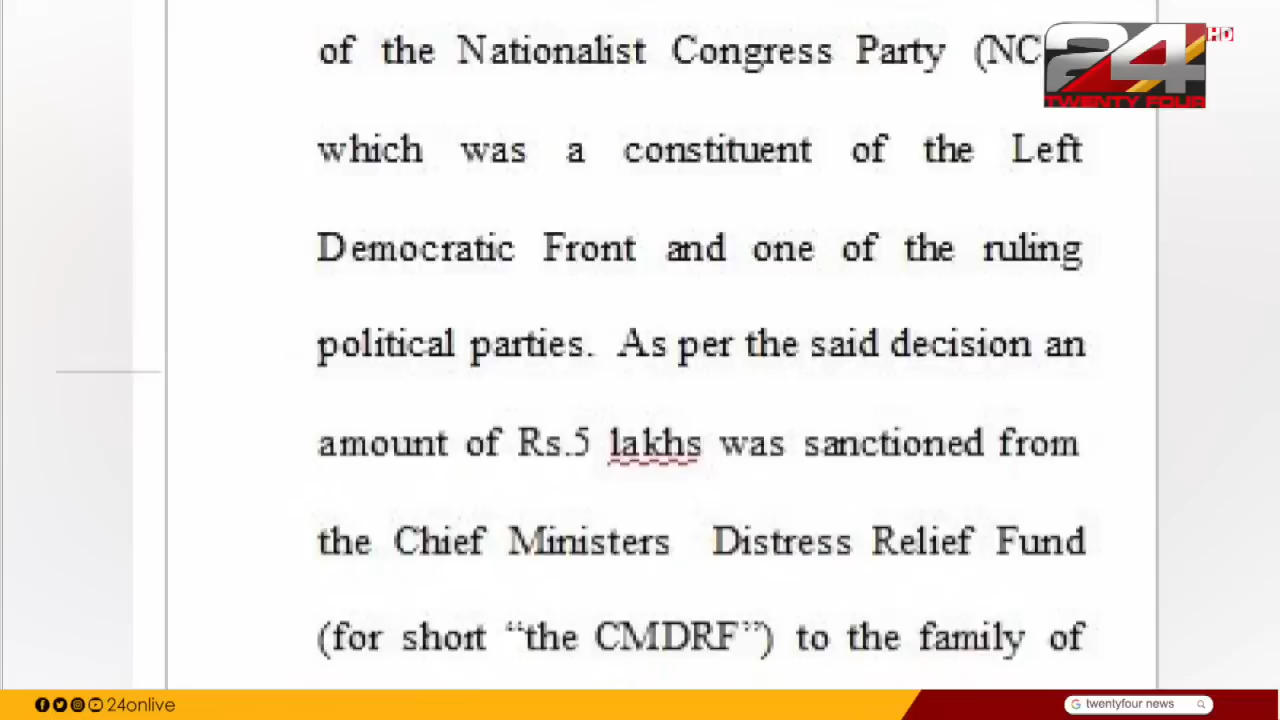 of the Nationalist Congress Party (NC
24
HD
TWENTY FOUR
which was a constituent of the Left
Democratic Front and one of the ruling
political parties. As per the said decision an
amount of Rs.5 lakhs was sanctioned from
the Chief Ministers Distress Relief Fund
(for short “the CMDRF”) to the family of
24onlive
twentyfour news